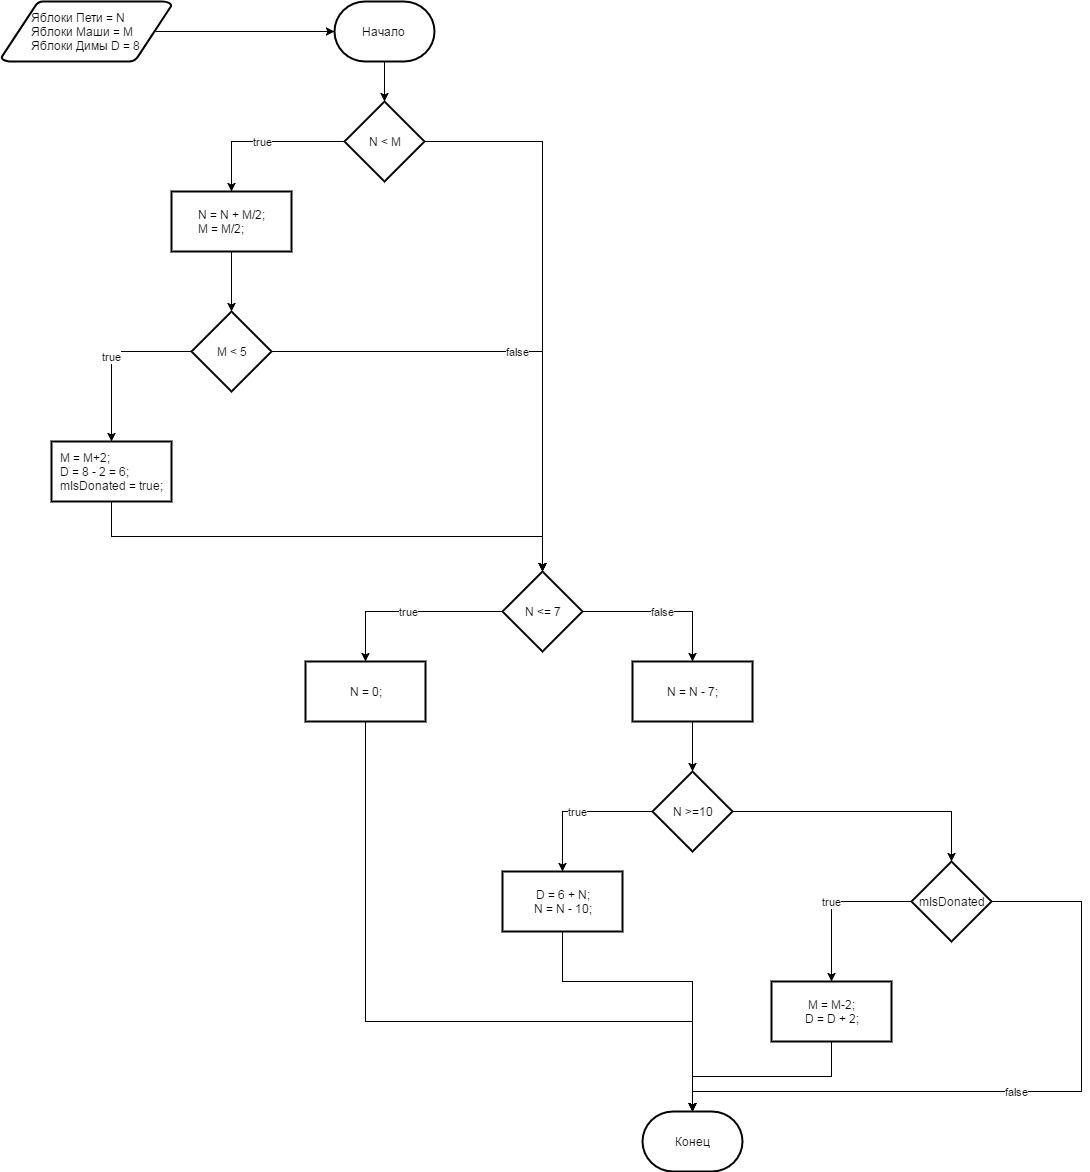 Яблоки Пети = N
Яблоки Маши = M
Яблоки Димы D = 8
Начало
N < M
true
N = N + M/2;
M = M/2;
M < 5
true
false
M = M+2;
D = 8 - 2 = 6;
mIsDonated = true;
N <= 7
true
false
N = 0;
N = N - 7;
N >=10
true
D = 6 + N;
N = N - 10;
mIsDonated
true
M = M-2;
D = D + 2;
false
Конец